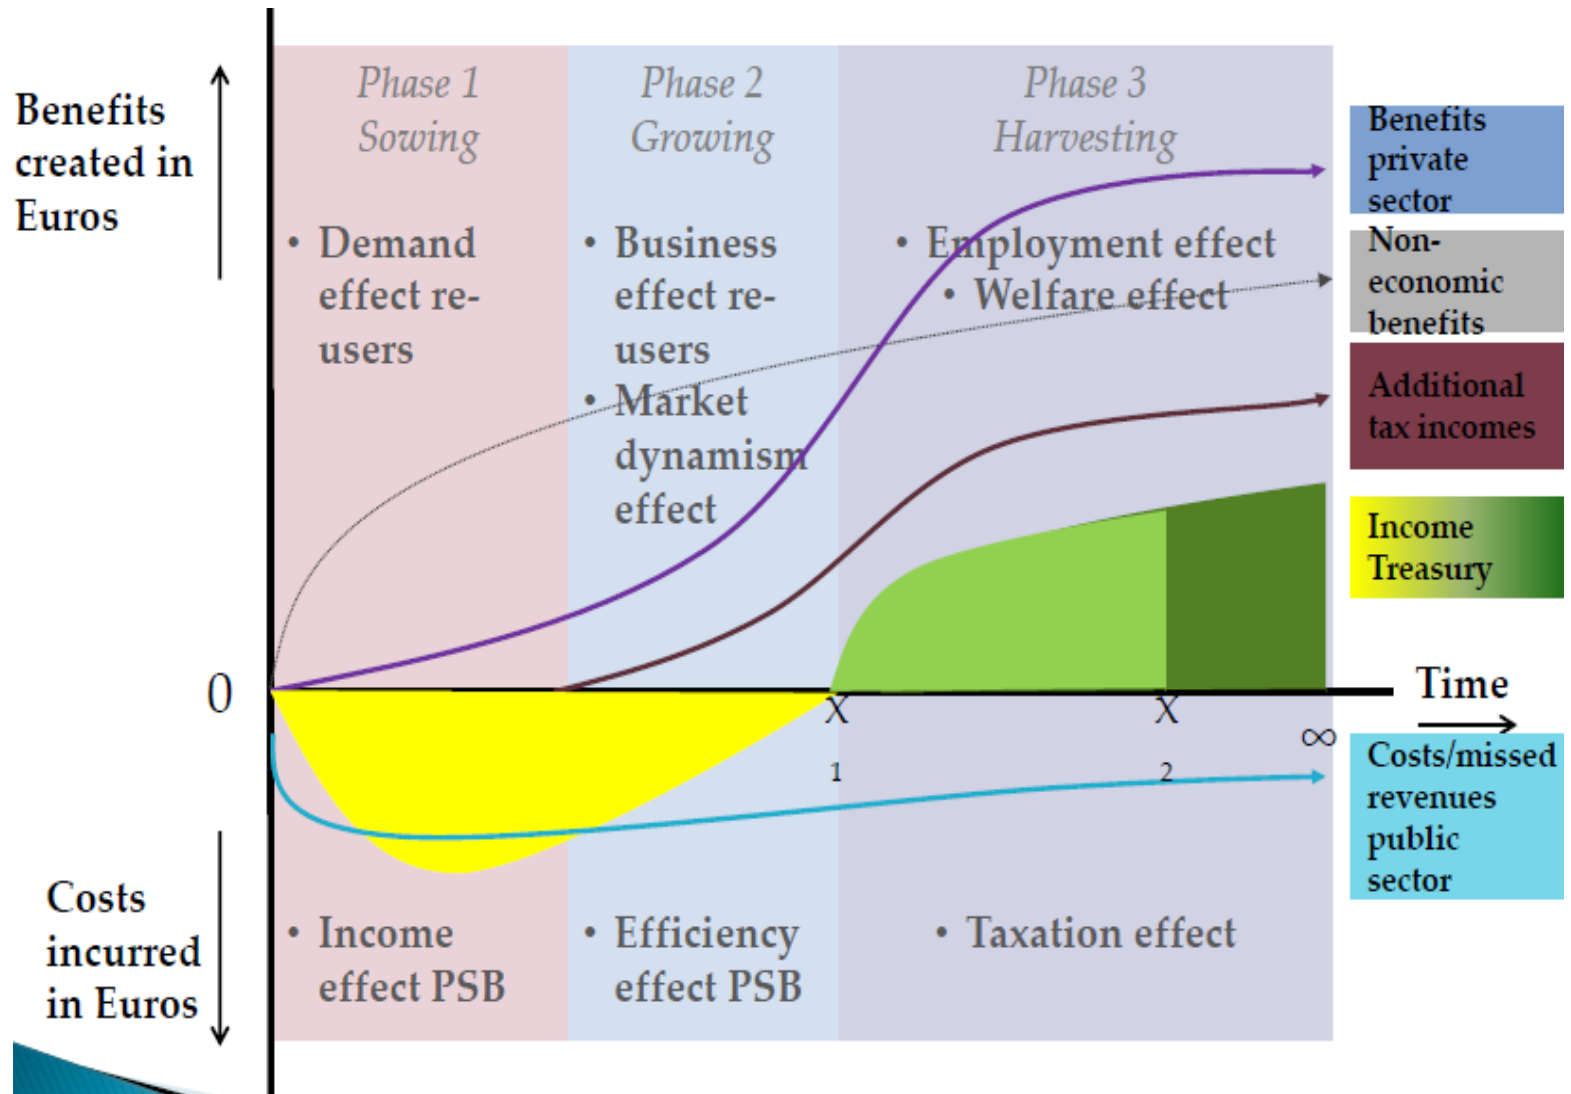 Benefits
created in
Euros
Phase 1
Sowing
Phase 2
Growing
Phase 3
Harvesting
• Demand
effect re-
users
• Business
effect re-
users
• Market
dynamism
effect
• Employment effect
• Welfare effect
Benefits
private
sector
Non-
economic
benefits
Additional
tax incomes
Income
Treasury
0
X
1
X
2
∞
Time
Costs/missed
revenues
public
sector
Costs
incurred
in Euros
• Income
effect PSB
• Efficiency
effect PSB
• Taxation effect